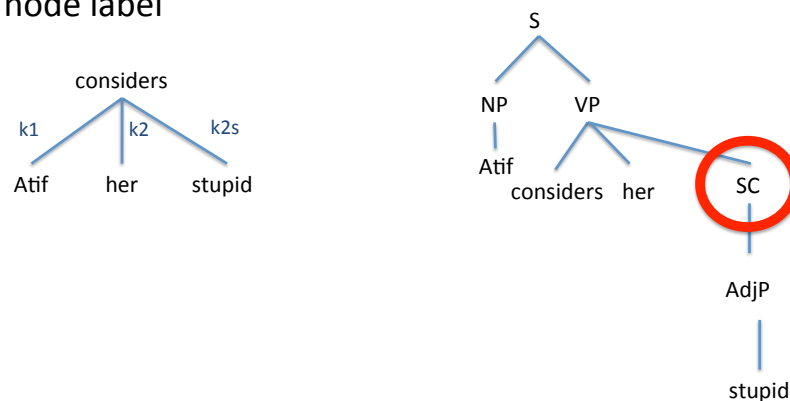 node label
considers
k1 k2 k2s
Atif her stupid
S
NP VP
Atif
considers her SC
AdjP
stupid